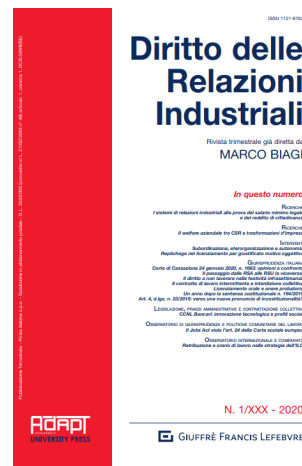 ISSN 1121-8762
Diritto delle
Relazioni
Industriali
Rivista trimestrale già diretta da
MARCO BIAGI
In questo numero
RICERCHE
I sistemi di relazioni industriali alla prova del salario minimo legale
e del reddito di cittadinanza
RICERCHE
Il welfare aziendale tra CSR e trasformazioni d'impresa
INTERVENTI
Subordinazione, eterorganizzazione e autonomia
Repêchage nel licenziamento per giustificato motivo oggettivo
GIURISPRUDENZA ITALIANA
Corte di Cassazione 24 gennaio 2020, n. 1663: opinioni a confronto
Il passaggio dalle RSA alle RSU (e viceversa)
Il diritto a non lavorare nelle festività infrasettimanali
Il contratto di lavoro intermittente e interdizione collettiva
Licenziamento orale e onere probatorio
Un anno dopo la sentenza costituzionale n. 194/2018
Art. 4, d.lgs. n. 23/2015: verso una nuova pronuncia di incostituzionalità?
LEGISLAZIONE, PRASSI AMMINISTRATIVE E CONTRATTAZIONE COLLETTIVA
CCNL Bancari: innovazione tecnologica e profili sociali
OSSERVATORIO DI GIURISPRUDENZA E POLITICHE COMUNITARIE DEL LAVORO
Il Jobs Act viola l'art. 24 della Carta sociale europea
OSSERVATORIO INTERNAZIONALE E COMPARATO
Retribuzione e orario di lavoro nelle strategie dell'ILO
N. 1/XXX - 2020
GIUFFRÈ FRANCIS LEFEBVRE
ADAPT
UNIVERSITY PRESS